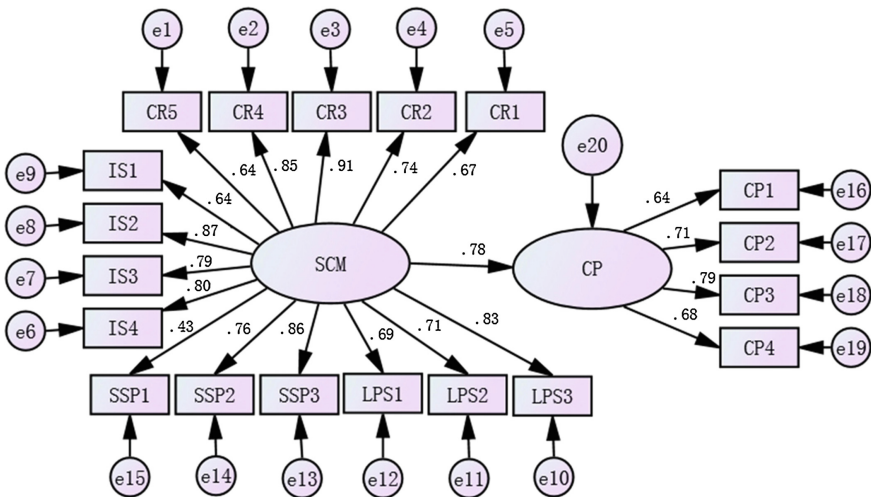 e1 e2 e3 e4 e5
CR5 CR4 CR3 CR2 CR1
e20
.64 .85 .91 .74 .67
e9 IS1
.64
CP1 e16
.64
e8 IS2
.87
CP2 e17
.71
SCM
.78
CP
e7 IS3
.79
CP3 e18
.79
e6 IS4
.80
CP4 e19
.68
.43 .76 .86 .69 .71 .83
SSP1 SSP2 SSP3 LPS1 LPS2 LPS3
e15 e14 e13 e12 e11 e10